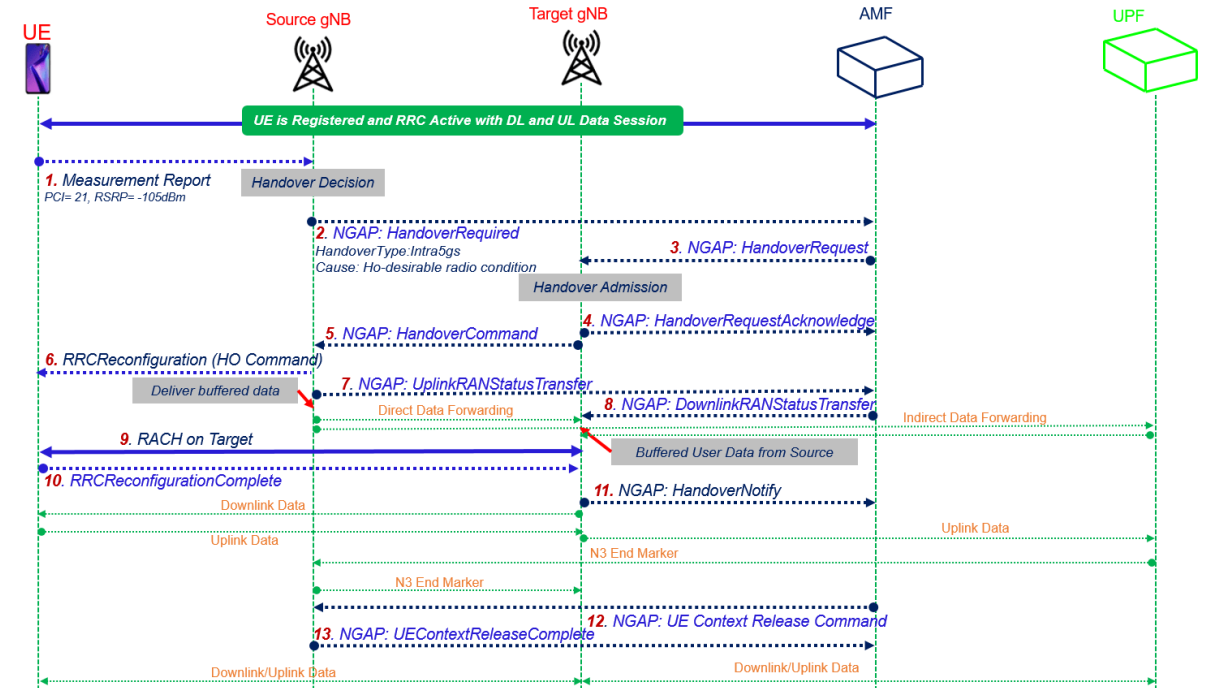 UE
Source gNB
Target gNB
AMF
UPF
UE is Registered and RRC Active with DL and UL Data Session
1. Measurement Report
PCI= 21, RSRP= -105dBm
Handover Decision
2. NGAP: HandoverRequired
HandoverType:Intra5gs
Cause: Ho-desirable radio condition
3. NGAP: HandoverRequest
Handover Admission
4. NGAP: HandoverRequestAcknowledge
5. NGAP: HandoverCommand
6. RRCReconfiguration (HO Command)
7. NGAP: UplinkRANStatusTransfer
Deliver buffered data
8. NGAP: DownlinkRANStatusTransfer
Direct Data Forwarding
Indirect Data Forwarding
9. RACH on Target
Buffered User Data from Source
10. RRCReconfigurationComplete
11. NGAP: HandoverNotify
Downlink Data
Uplink Data
Uplink Data
N3 End Marker
N3 End Marker
12. NGAP: UE Context Release Command
13. NGAP: UEContextReleaseComplete
Downlink/Uplink Data
Downlink/Uplink Data